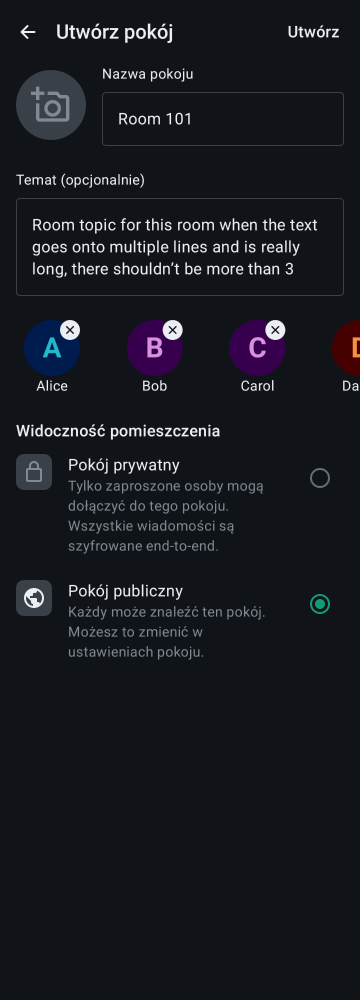 Utwórz pokój
Utwórz
Nazwa pokoju
Room 101
Temat (opcjonalnie)
Room topic for this room when the text
goes onto multiple lines and is really
long, there shouldn’t be more than 3
A
B
C
D
Alice
Bob
Carol
Da
Widoczność pomieszczenia
Pokój prywatny
Tylko zaproszone osoby mogą
dołączyć do tego pokoju.
Wszystkie wiadomości są
szyfrowane end-to-end.
Pokój publiczny
Każdy może znaleźć ten pokój.
Możesz to zmienić w
ustawieniach pokoju.